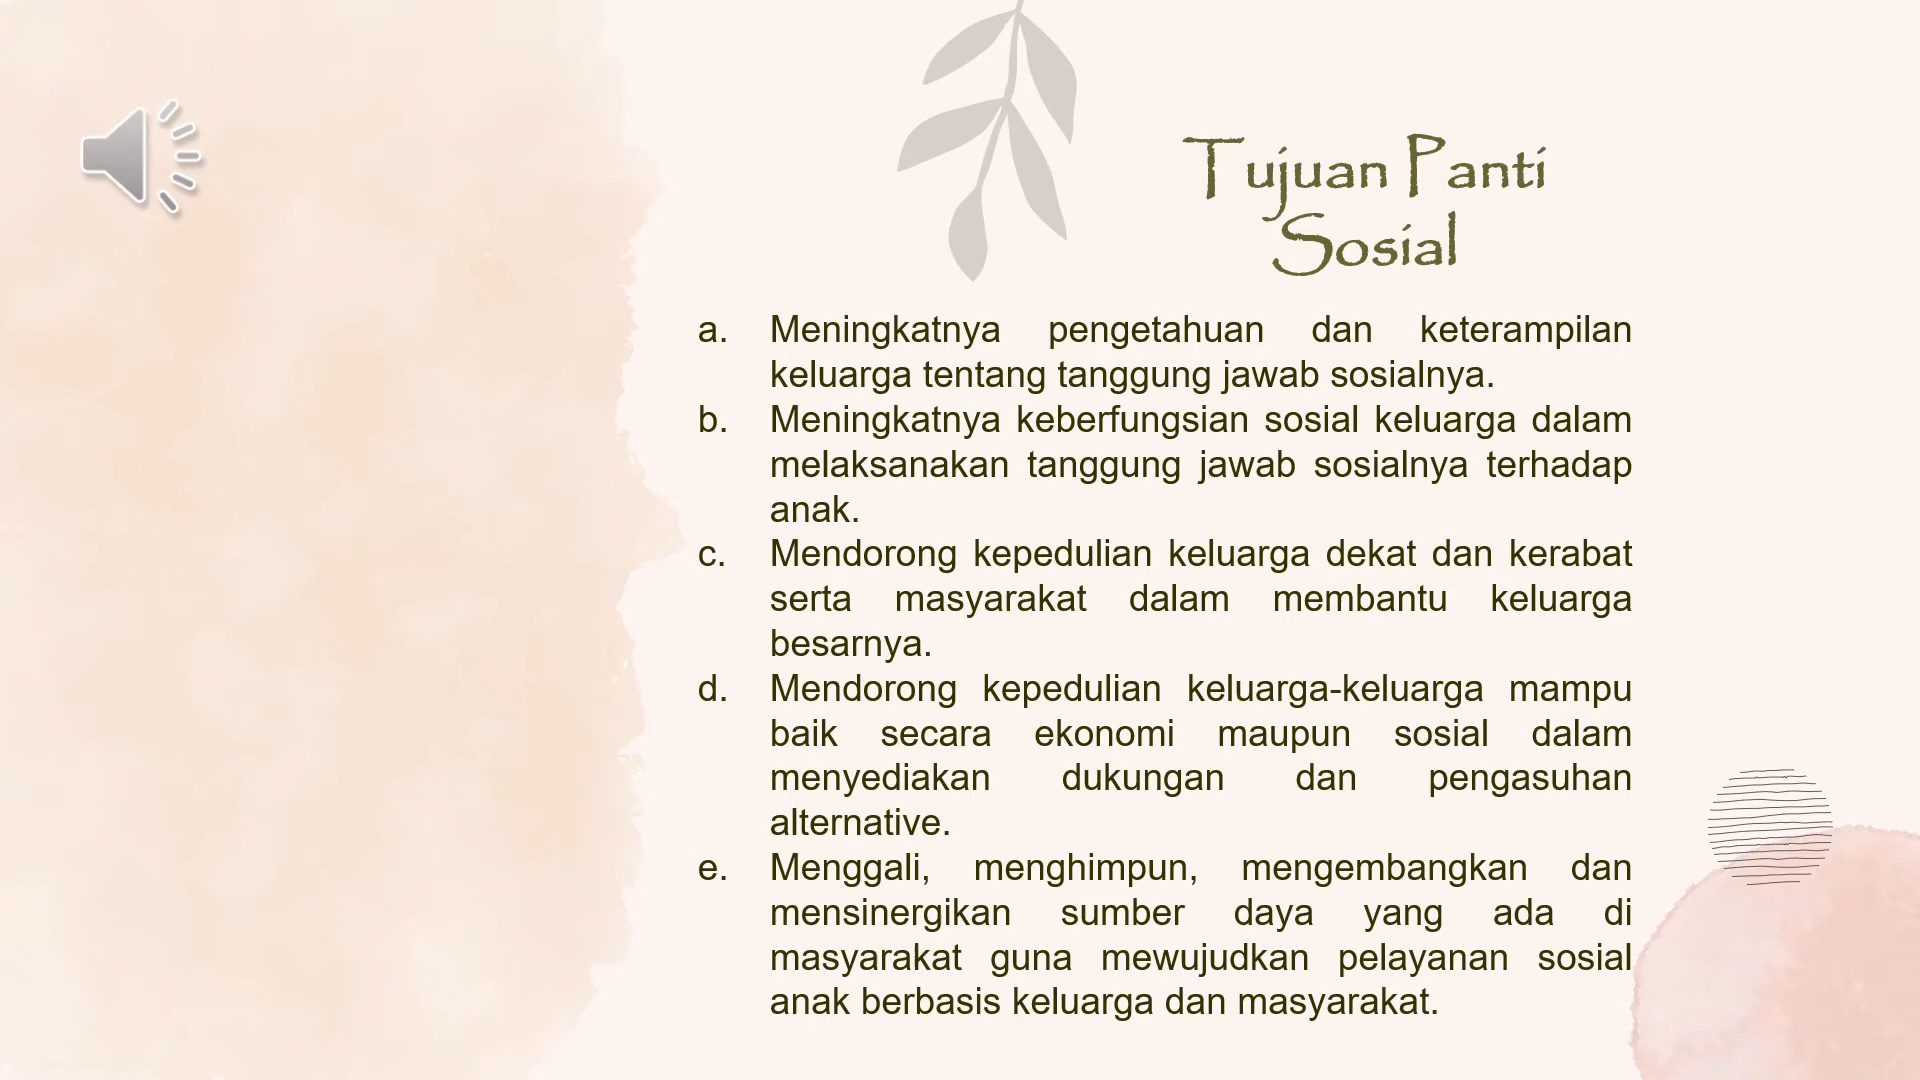 Tujuan Panti
Sosial
a. Meningkatnya pengetahuan dan keterampilan
keluarga tentang tanggung jawab sosialnya.
b. Meningkatnya keberfungsian sosial keluarga dalam
melaksanakan tanggung jawab sosialnya terhadap
anak.
c. Mendorong kepedulian keluarga dekat dan kerabat
serta masyarakat dalam membantu keluarga
besarnya.
d. Mendorong kepedulian keluarga-keluarga mampu
baik secara ekonomi maupun sosial dalam
menyediakan dukungan dan pengasuhan
alternative.
e. Menggali, menghimpun, mengembangkan dan
mensinergikan sumber daya yang ada di
masyarakat guna mewujudkan pelayanan sosial
anak berbasis keluarga dan masyarakat.